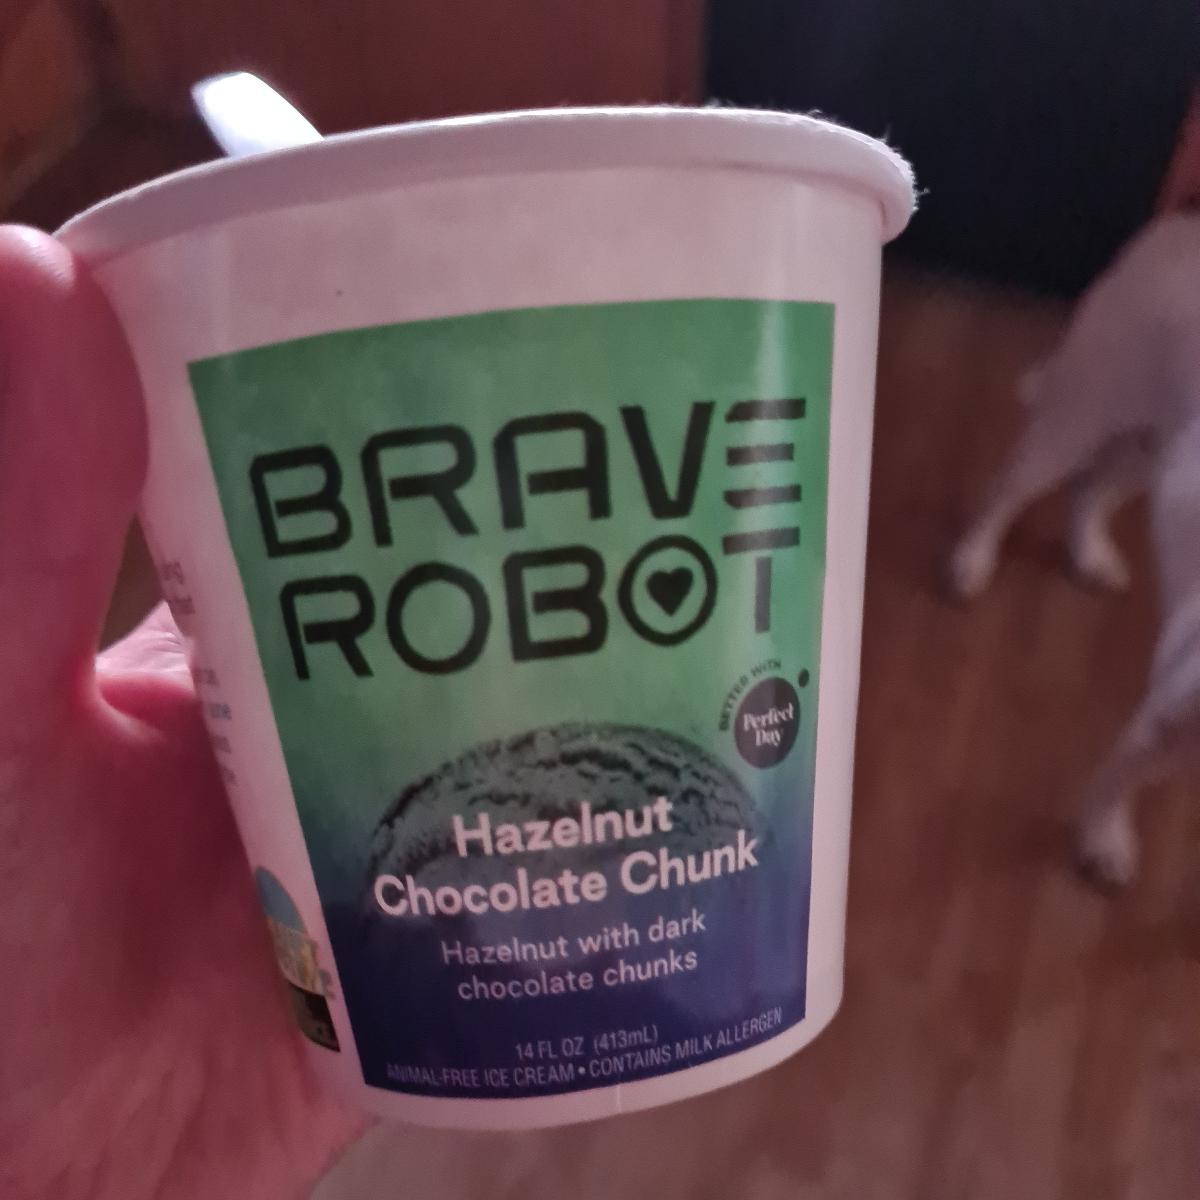 BRAVE
ROBOT
BETTER WITH
Perfect
Day
Hazelnut
Chocolate Chunk
Hazelnut with dark
chocolate chunks
14 FL OZ (413mL)
ANIMAL-FREE ICE CREAM • CONTAINS MILK ALLERGEN